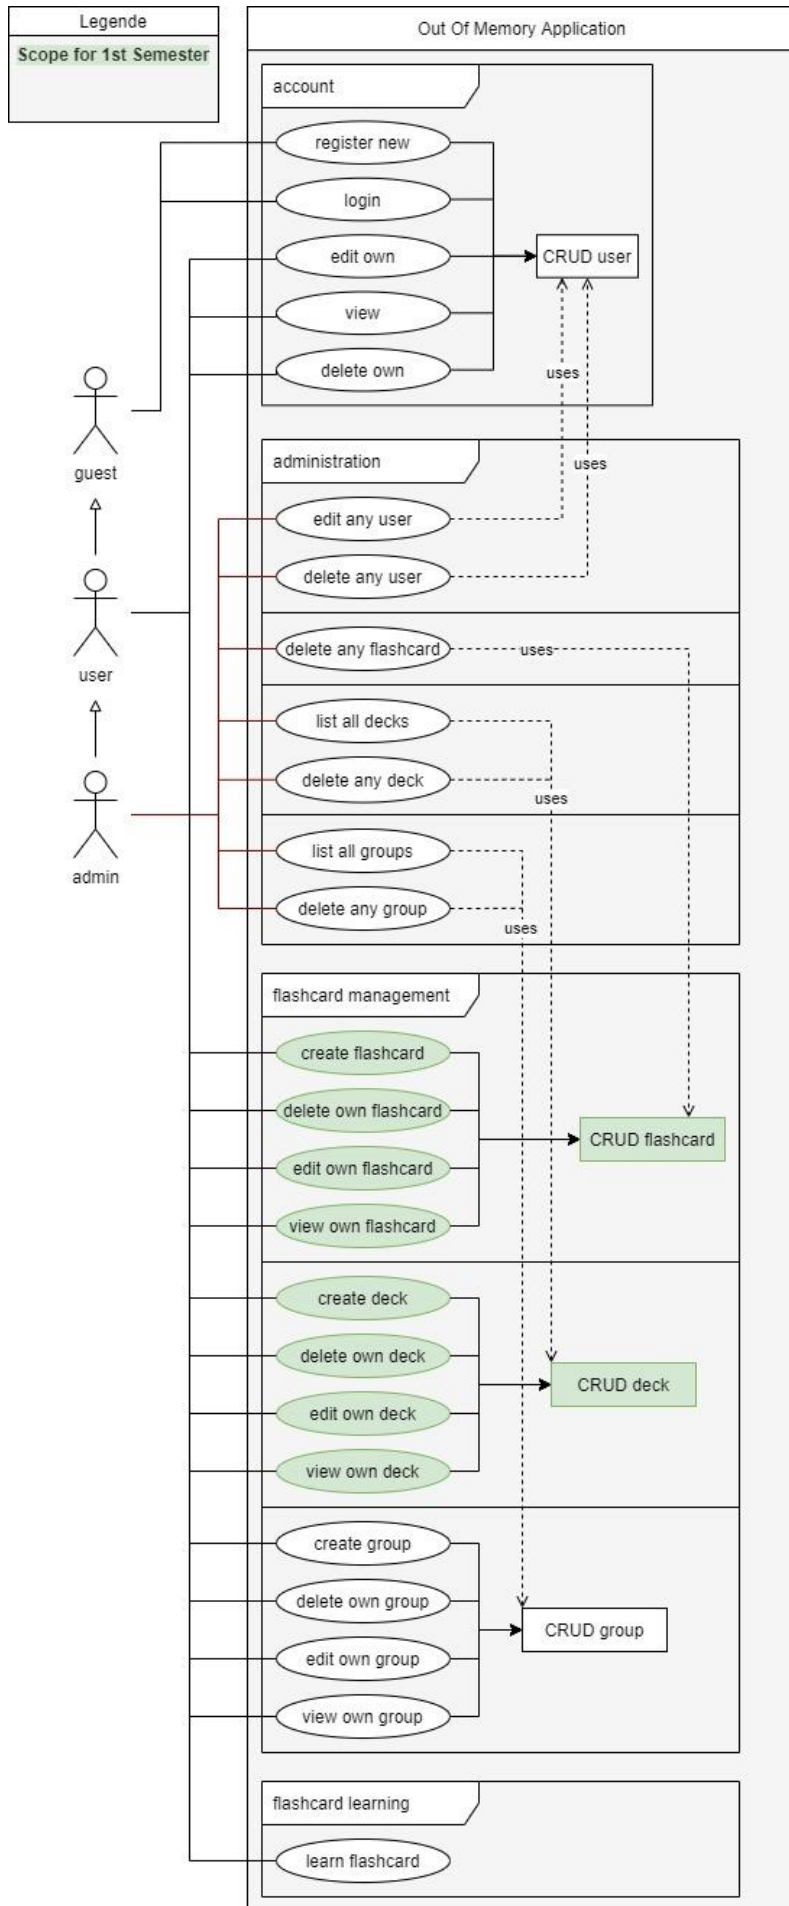 Legende
Scope for 1st Semester
Out Of Memory Application
account
register new
login
edit own
view
delete own
CRUD user
uses
uses
guest
user
admin
administration
edit any user
delete any user
delete any flashcard
uses
list all decks
delete any deck
uses
list all groups
delete any group
uses
flashcard management
create flashcard
delete own flashcard
edit own flashcard
view own flashcard
CRUD flashcard
create deck
delete own deck
edit own deck
view own deck
CRUD deck
create group
delete own group
edit own group
view own group
CRUD group
flashcard learning
learn flashcard